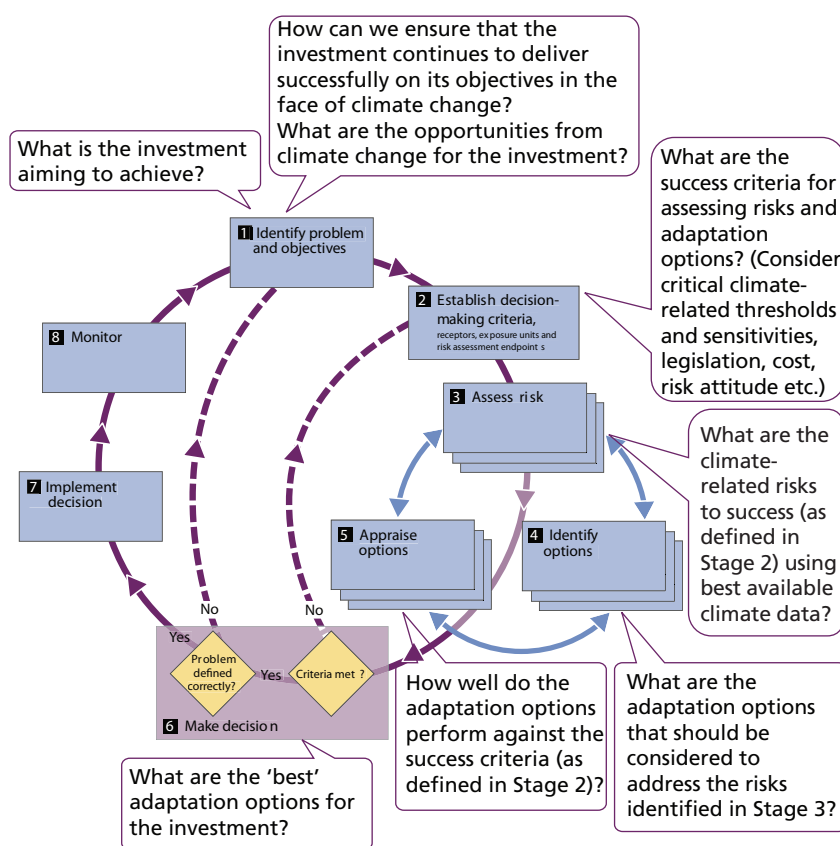 How can we ensure that the
investment continues to deliver
successfully on its objectives in the
face of climate change?
What are the opportunities from
climate change for the investment?
What is the investment
aiming to achieve?
What are the
success criteria for
assessing risks and
adaptation
options? (Consider
critical climate-
related thresholds
and sensitivities,
legislation, cost,
risk attitude etc.)
1 Identify problem
and objectives
2 Establish decision-
making criteria,
receptors, exposure units and
risk assessment endpoint s
8 Monitor
3 Assess risk
What are the
climate-
related risks
to success (as
defined in
Stage 2) using
best available
climate data?
7 Implement
decision
5 Appraise
options
4 Identify
options
No
No
Yes
Problem
defined
correctly?
Yes
Criteria met ?
6 Make decision
How well do the
adaptation options
perform against the
success criteria (as
defined in Stage 2)?
What are the
adaptation options
that should be
considered to
address the risks
identified in Stage 3?
What are the ‘best’
adaptation options for
the investment?